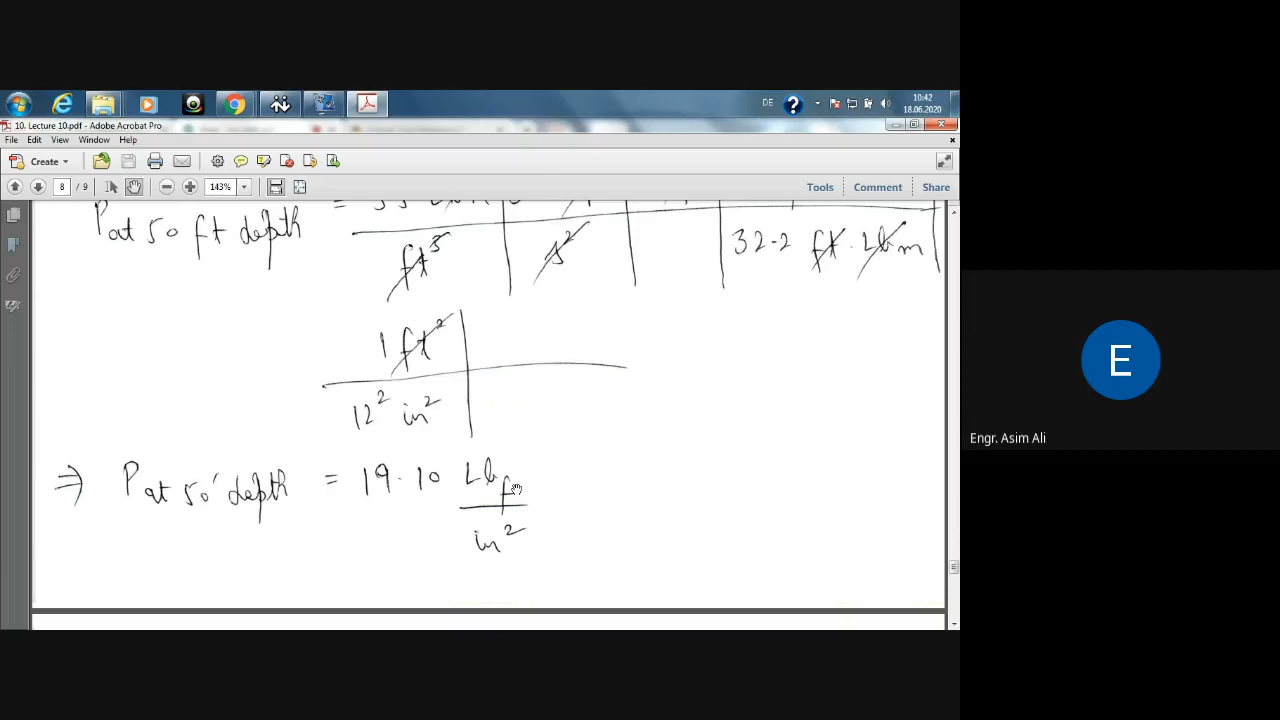 DE
10:42
18.06.2020
10. Lecture 10.pdf - Adobe Acrobat Pro
File Edit View Window Help
Create
8 / 9
143%
Tools Comment Share
P at 50 ft depth =
ft³ s² 32.2 ft. Lbm
1 ft²
12² in²
⇒ P at 50' depth = 19.10 Lbf
in²
E
Engr. Asim Ali